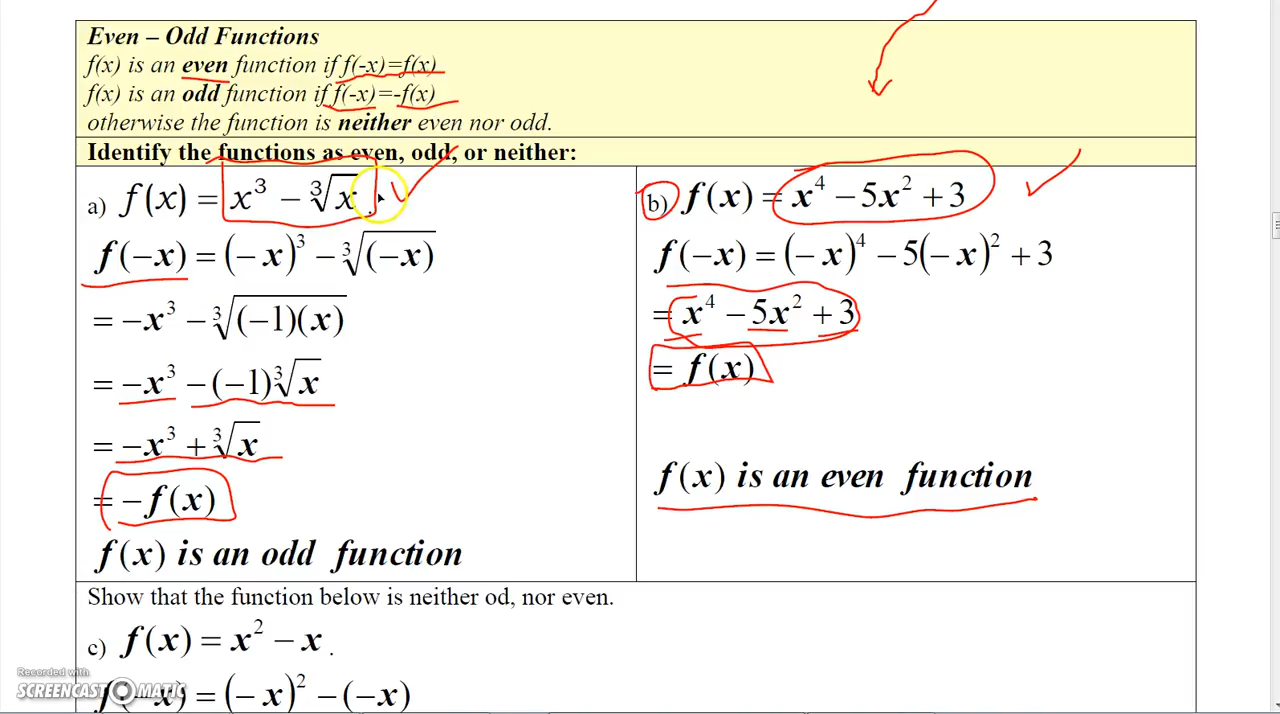 Even – Odd Functions
f(x) is an even function if f(-x)=f(x)
f(x) is an odd function if f(-x)=-f(x)
otherwise the function is neither even nor odd.
Identify the functions as even, odd, or neither:
a) f(x) = x³ − ∛x .
f(−x) = (−x)³ − ∛(−x)
= −x³ − ∛(−1)(x)
= −x³ − (−1)∛x
= −x³ + ∛x
= −f(x)
f(x) is an odd function
b) f(x) = x⁴ − 5x² + 3
f(−x) = (−x)⁴ − 5(−x)² + 3
= x⁴ − 5x² + 3
= f(x)
f(x) is an even function
Show that the function below is neither od, nor even.
c) f(x) = x² − x .
f(−x) = (−x)² − (−x)
Recorded with
SCREENCAST-O-MATIC